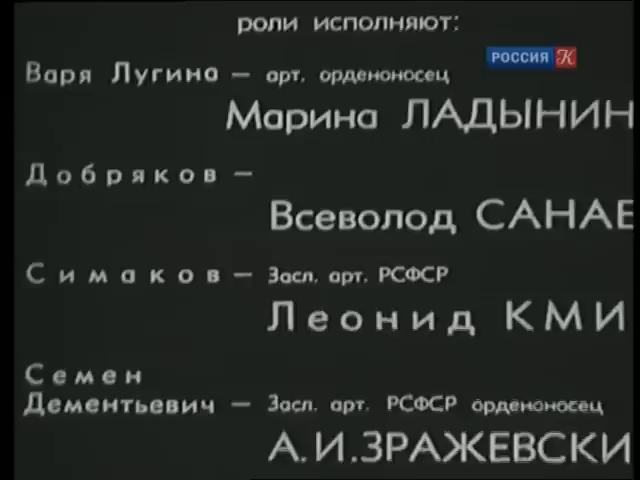 роли исполняют:
РОССИЯ К
Варя Лугина — арт. орденоносец
Марина ЛАДЫНИН
Добряков —
Всеволод САНАЕ
Симаков — Засл. арт. РСФСР
Леонид КМИ
Семен
Дементьевич — Засл. арт. РСФСР орденоносец
А.И.ЗРАЖЕВСКИ